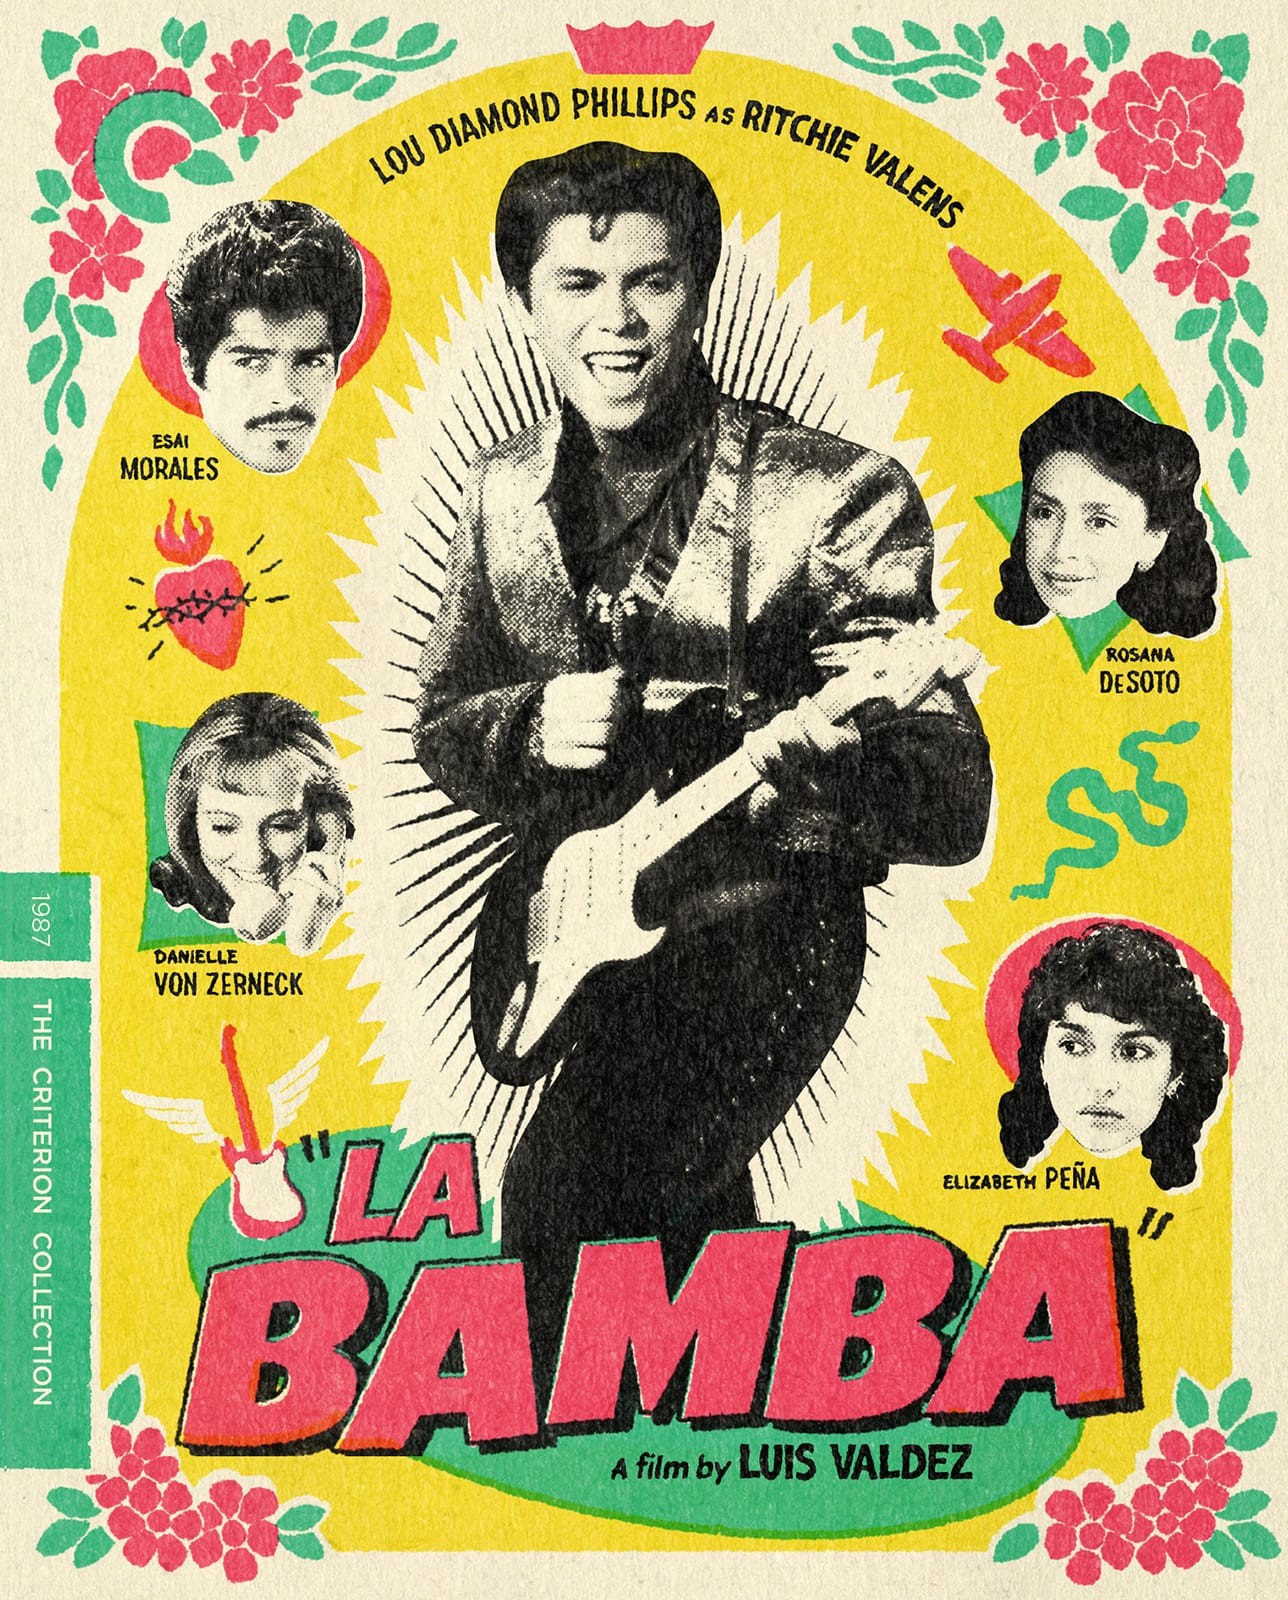 LOU DIAMOND PHILLIPS AS RITCHIE VALENS
ESAI
MORALES
ROSANA
DeSOTO
DANIELLE
VON ZERNECK
ELIZABETH PEÑA
"LA
BAMBA"
A film by LUIS VALDEZ
1987
THE CRITERION COLLECTION